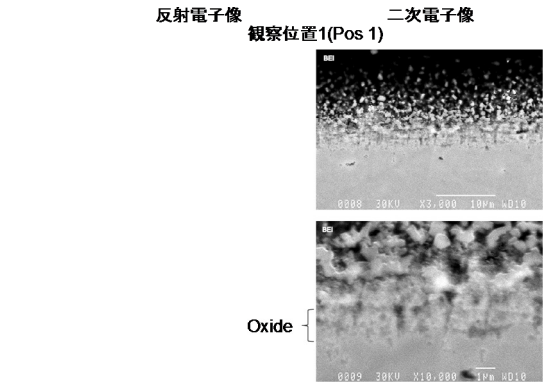 反射電子像 二次電子像
観察位置1(Pos 1)
BEI
0008 30KV X3,000 10µm WD10
BEI
Oxide
0009 30KV X10,000 1µm WD10